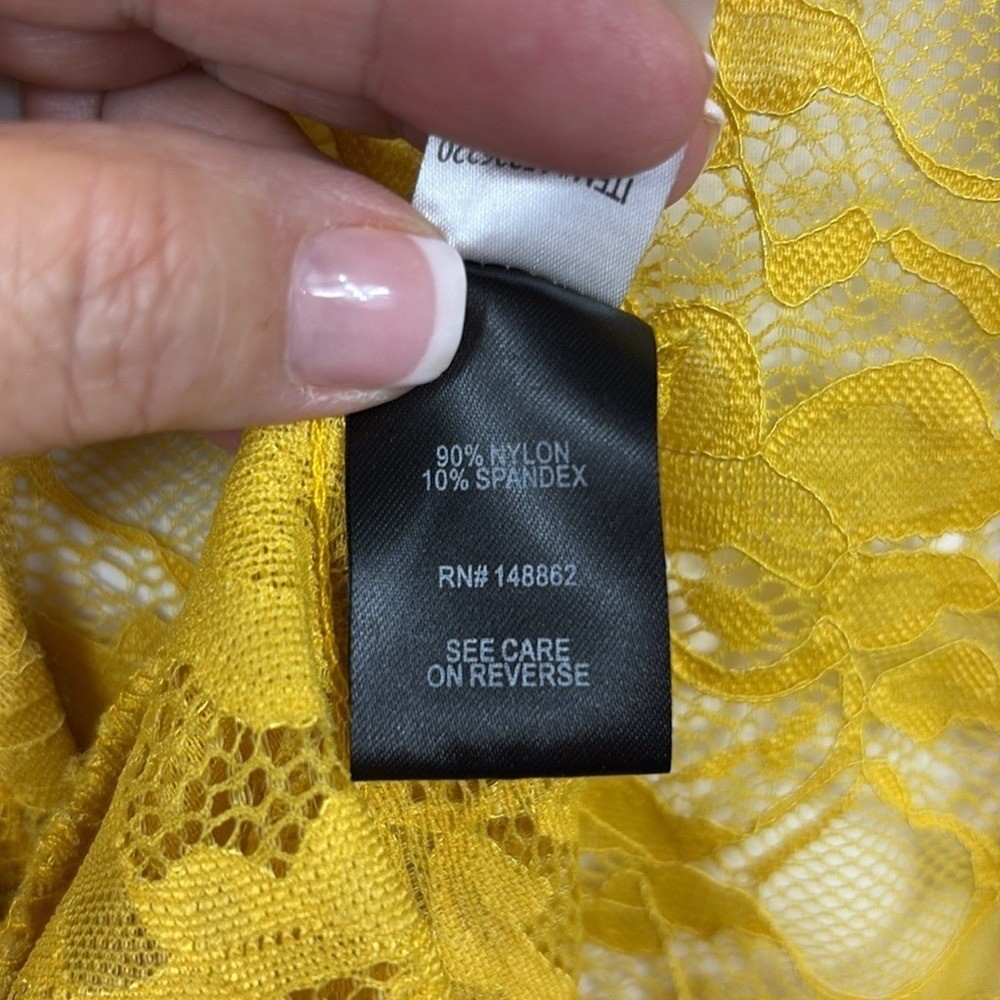 90% NYLON
10% SPANDEX
RN# 148862
SEE CARE
ON REVERSE